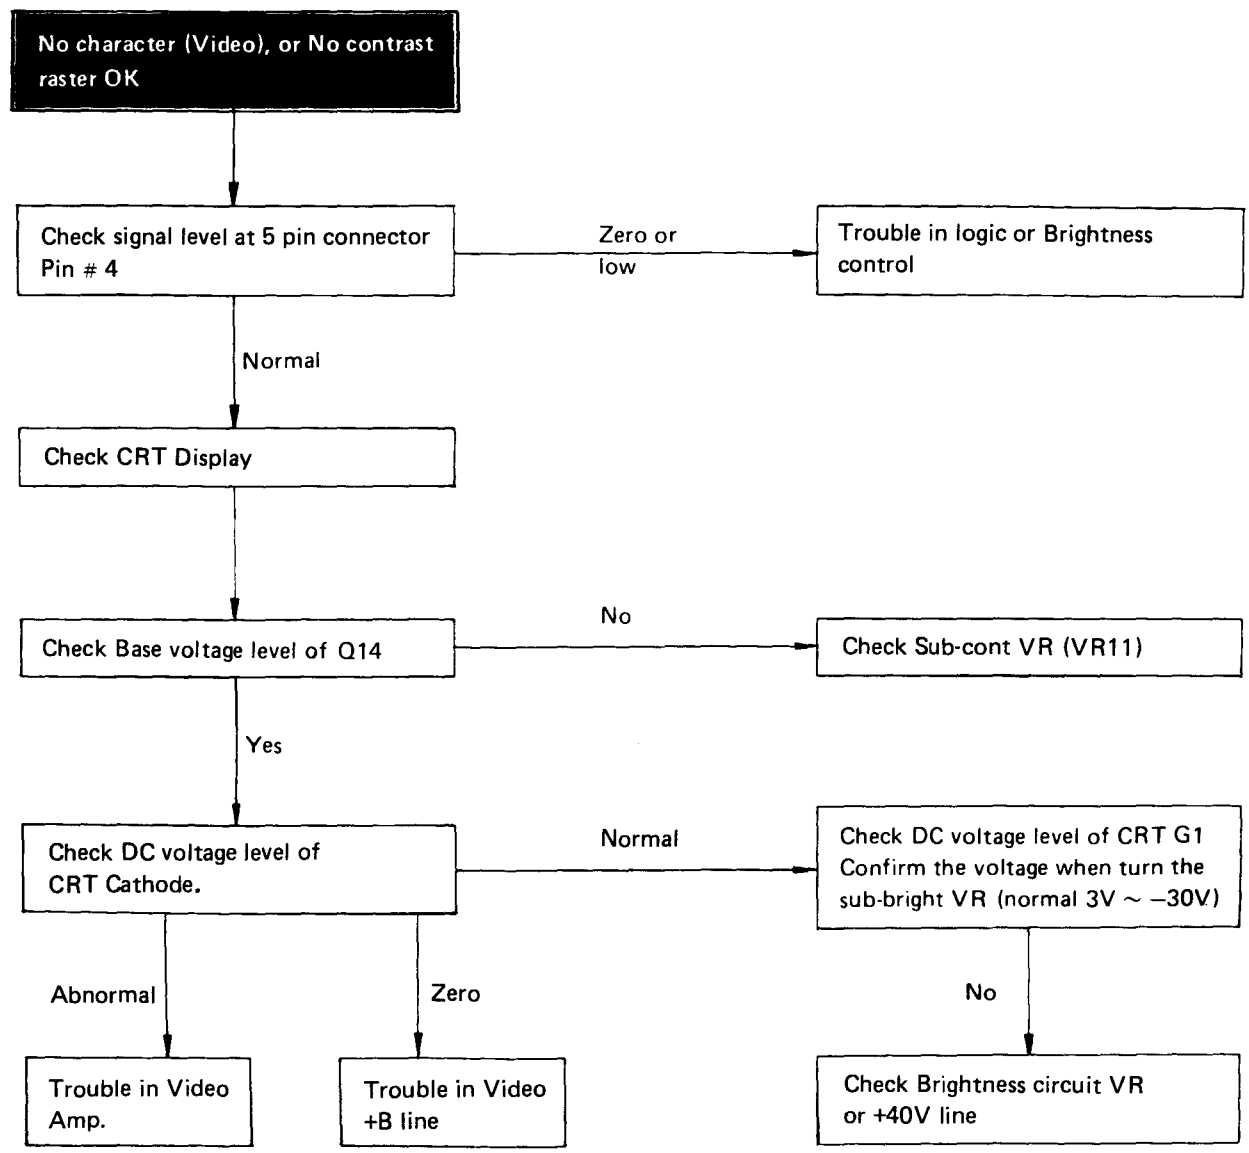 No character (Video), or No contrast
raster OK
Check signal level at 5 pin connector
Pin # 4
Zero or
low
Trouble in logic or Brightness
control
Normal
Check CRT Display
Check Base voltage level of Q14
No
Check Sub-cont VR (VR11)
Yes
Check DC voltage level of
CRT Cathode.
Normal
Check DC voltage level of CRT G1
Confirm the voltage when turn the
sub-bright VR (normal 3V ~ −30V)
Abnormal
Zero
No
Trouble in Video
Amp.
Trouble in Video
+B line
Check Brightness circuit VR
or +40V line